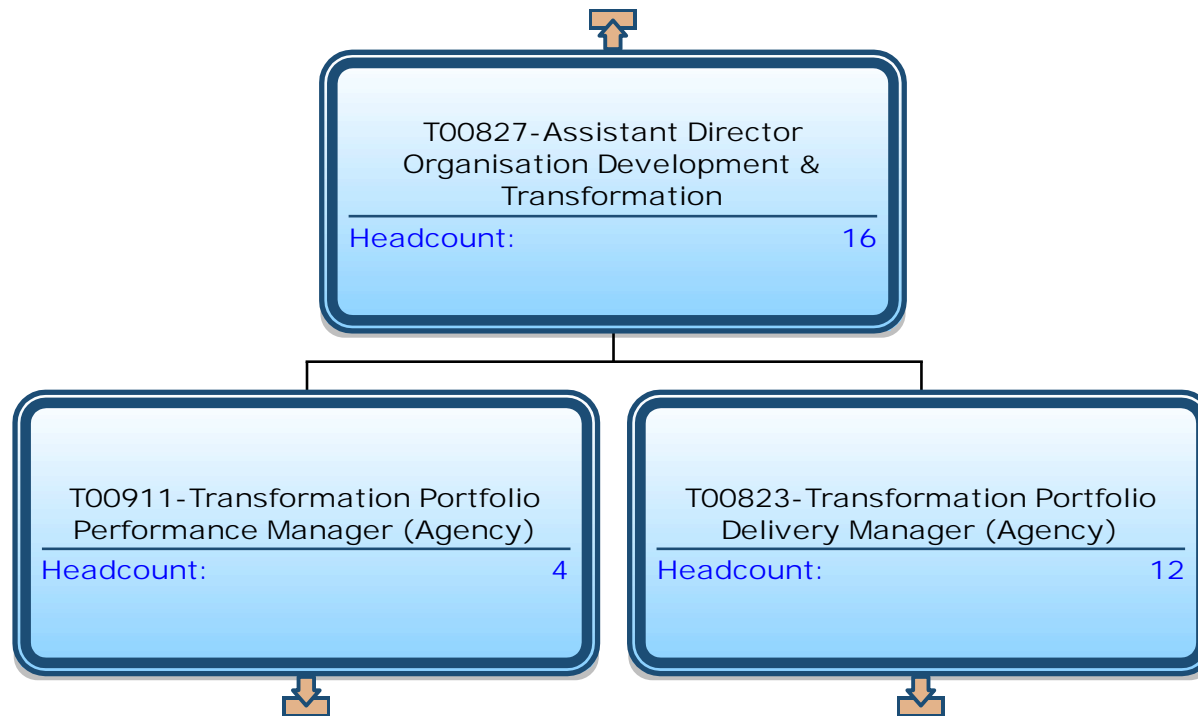 T00827-Assistant Director
Organisation Development &
Transformation
Headcount: 16
T00911-Transformation Portfolio
Performance Manager (Agency)
Headcount: 4
T00823-Transformation Portfolio
Delivery Manager (Agency)
Headcount: 12